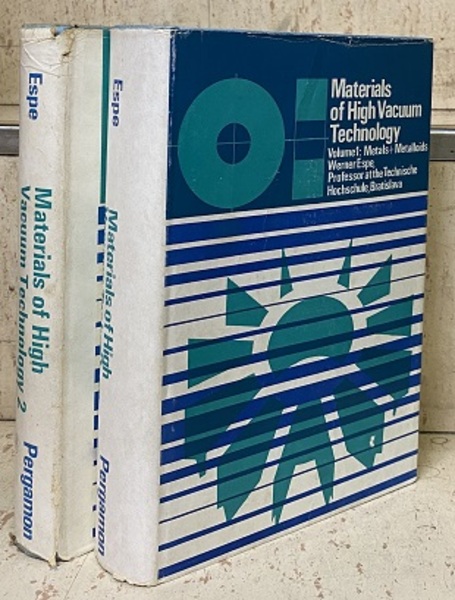 Espe
Materials of High
Vacuum Technology 2
Pergamon
Espe
Materials of High
Pergamon
Materials
of High Vacuum
Technology
Volume 1: Metals + Metalloids
Werner Espe,
Professor at the Technische
Hochschule, Bratislava